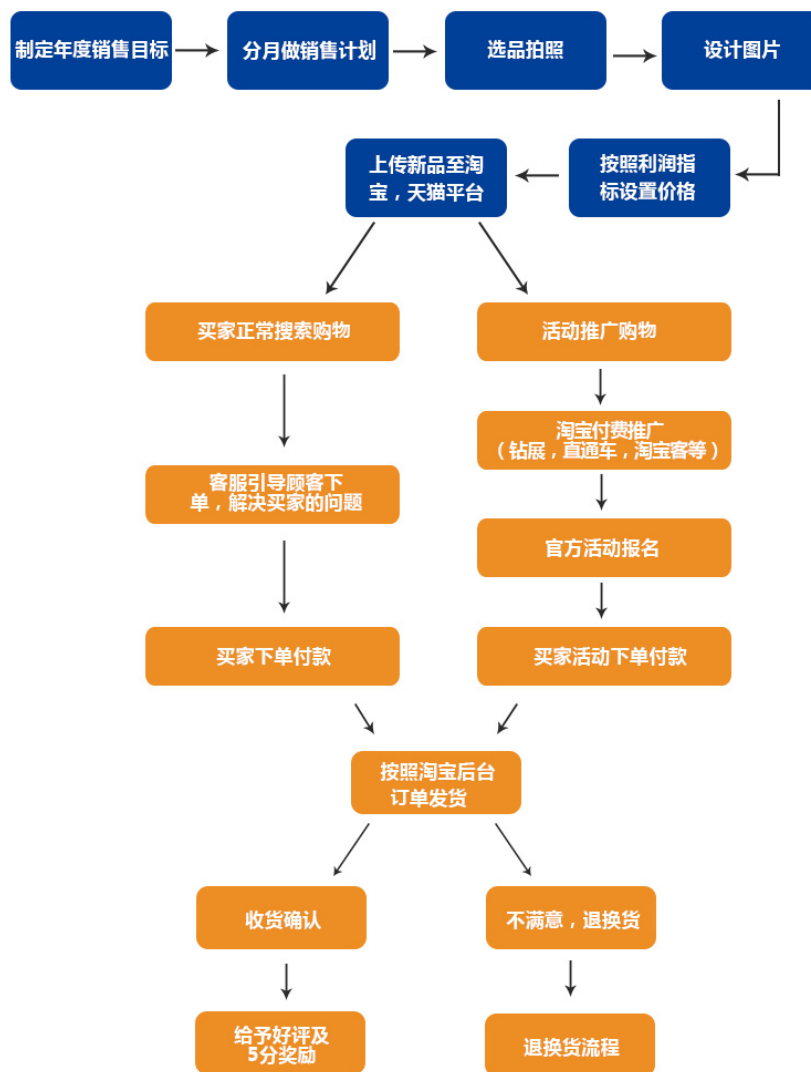 制定年度销售目标
分月做销售计划
选品拍照
设计图片
上传新品至淘
宝，天猫平台
按照利润指
标设置价格
买家正常搜索购物
活动推广购物
淘宝付费推广
（钻展，直通车，淘宝客等）
客服引导顾客下
单，解决买家的问题
官方活动报名
买家下单付款
买家活动下单付款
按照淘宝后台
订单发货
收货确认
不满意，退换货
给予好评及
5分奖励
退换货流程